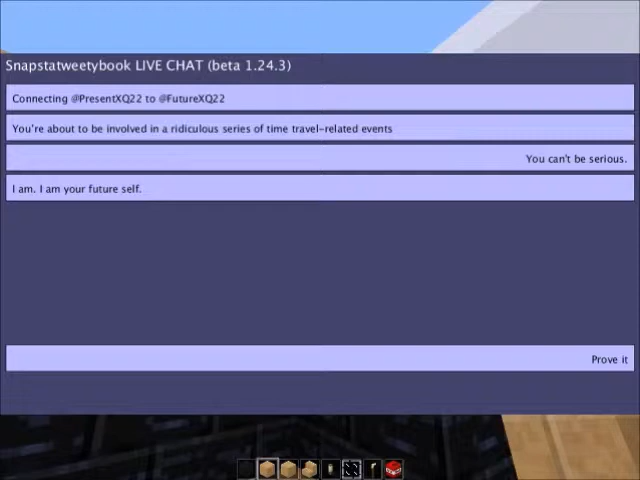 Snapstatweetybook LIVE CHAT (beta 1.24.3)
Connecting @PresentXQ22 to @FutureXQ22
You're about to be involved in a ridiculous series of time travel-related events
You can't be serious.
I am. I am your future self.
Prove it